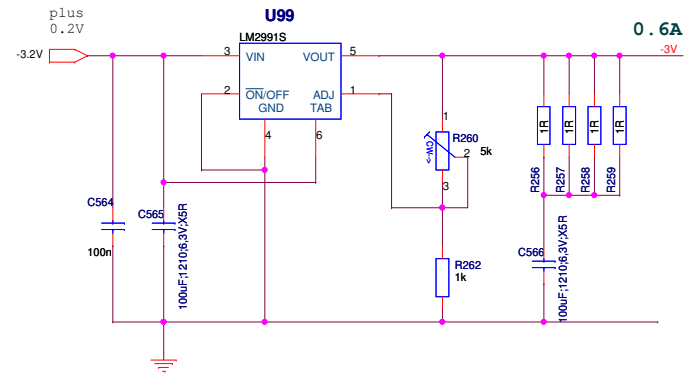 plus
0.2V
U99
LM2991S
0.6A
-3.2V
3
VIN
VOUT
5
-3V
2
ON/OFF
ADJ
1
GND
TAB
4
6
1
R260
CW->
2
5k
3
1R
1R
1R
1R
R256
R257
R258
R259
C564
100n
C565
100uF;1210;6,3V;X5R
R262
1k
C566
100uF;1210;6,3V;X5R